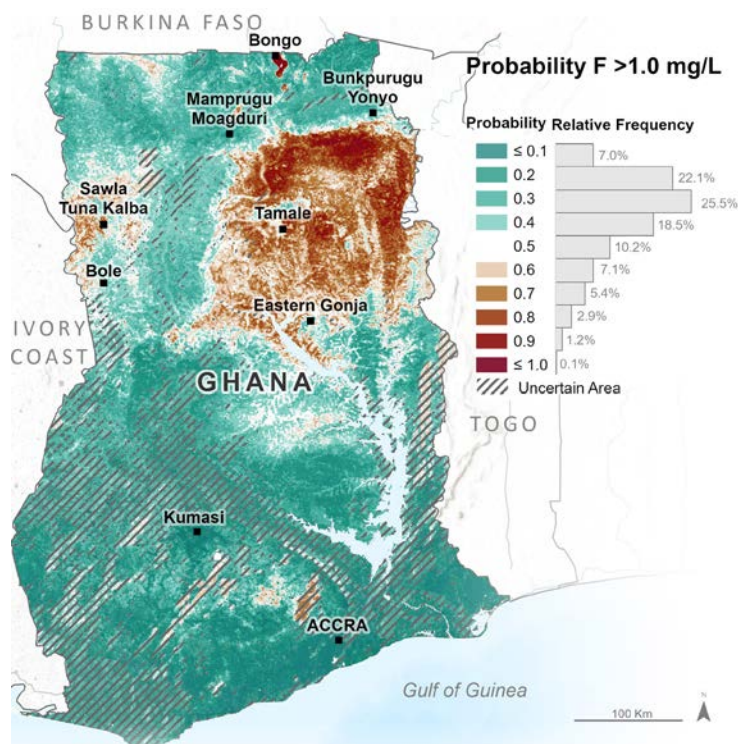 BURKINA FASO
Bongo
Bunkpurugu
Yonyo
Mamprugu
Moagduri
Sawla
Tuna Kalba
Tamale
Bole
Eastern Gonja
IVORY
COAST
GHANA
TOGO
Kumasi
ACCRA
Gulf of Guinea
100 Km
N
Probability F >1.0 mg/L
Probability Relative Frequency
≤ 0.1 7.0%
0.2 22.1%
0.3 25.5%
0.4 18.5%
0.5 10.2%
0.6 7.1%
0.7 5.4%
0.8 2.9%
0.9 1.2%
≤ 1.0 0.1%
Uncertain Area